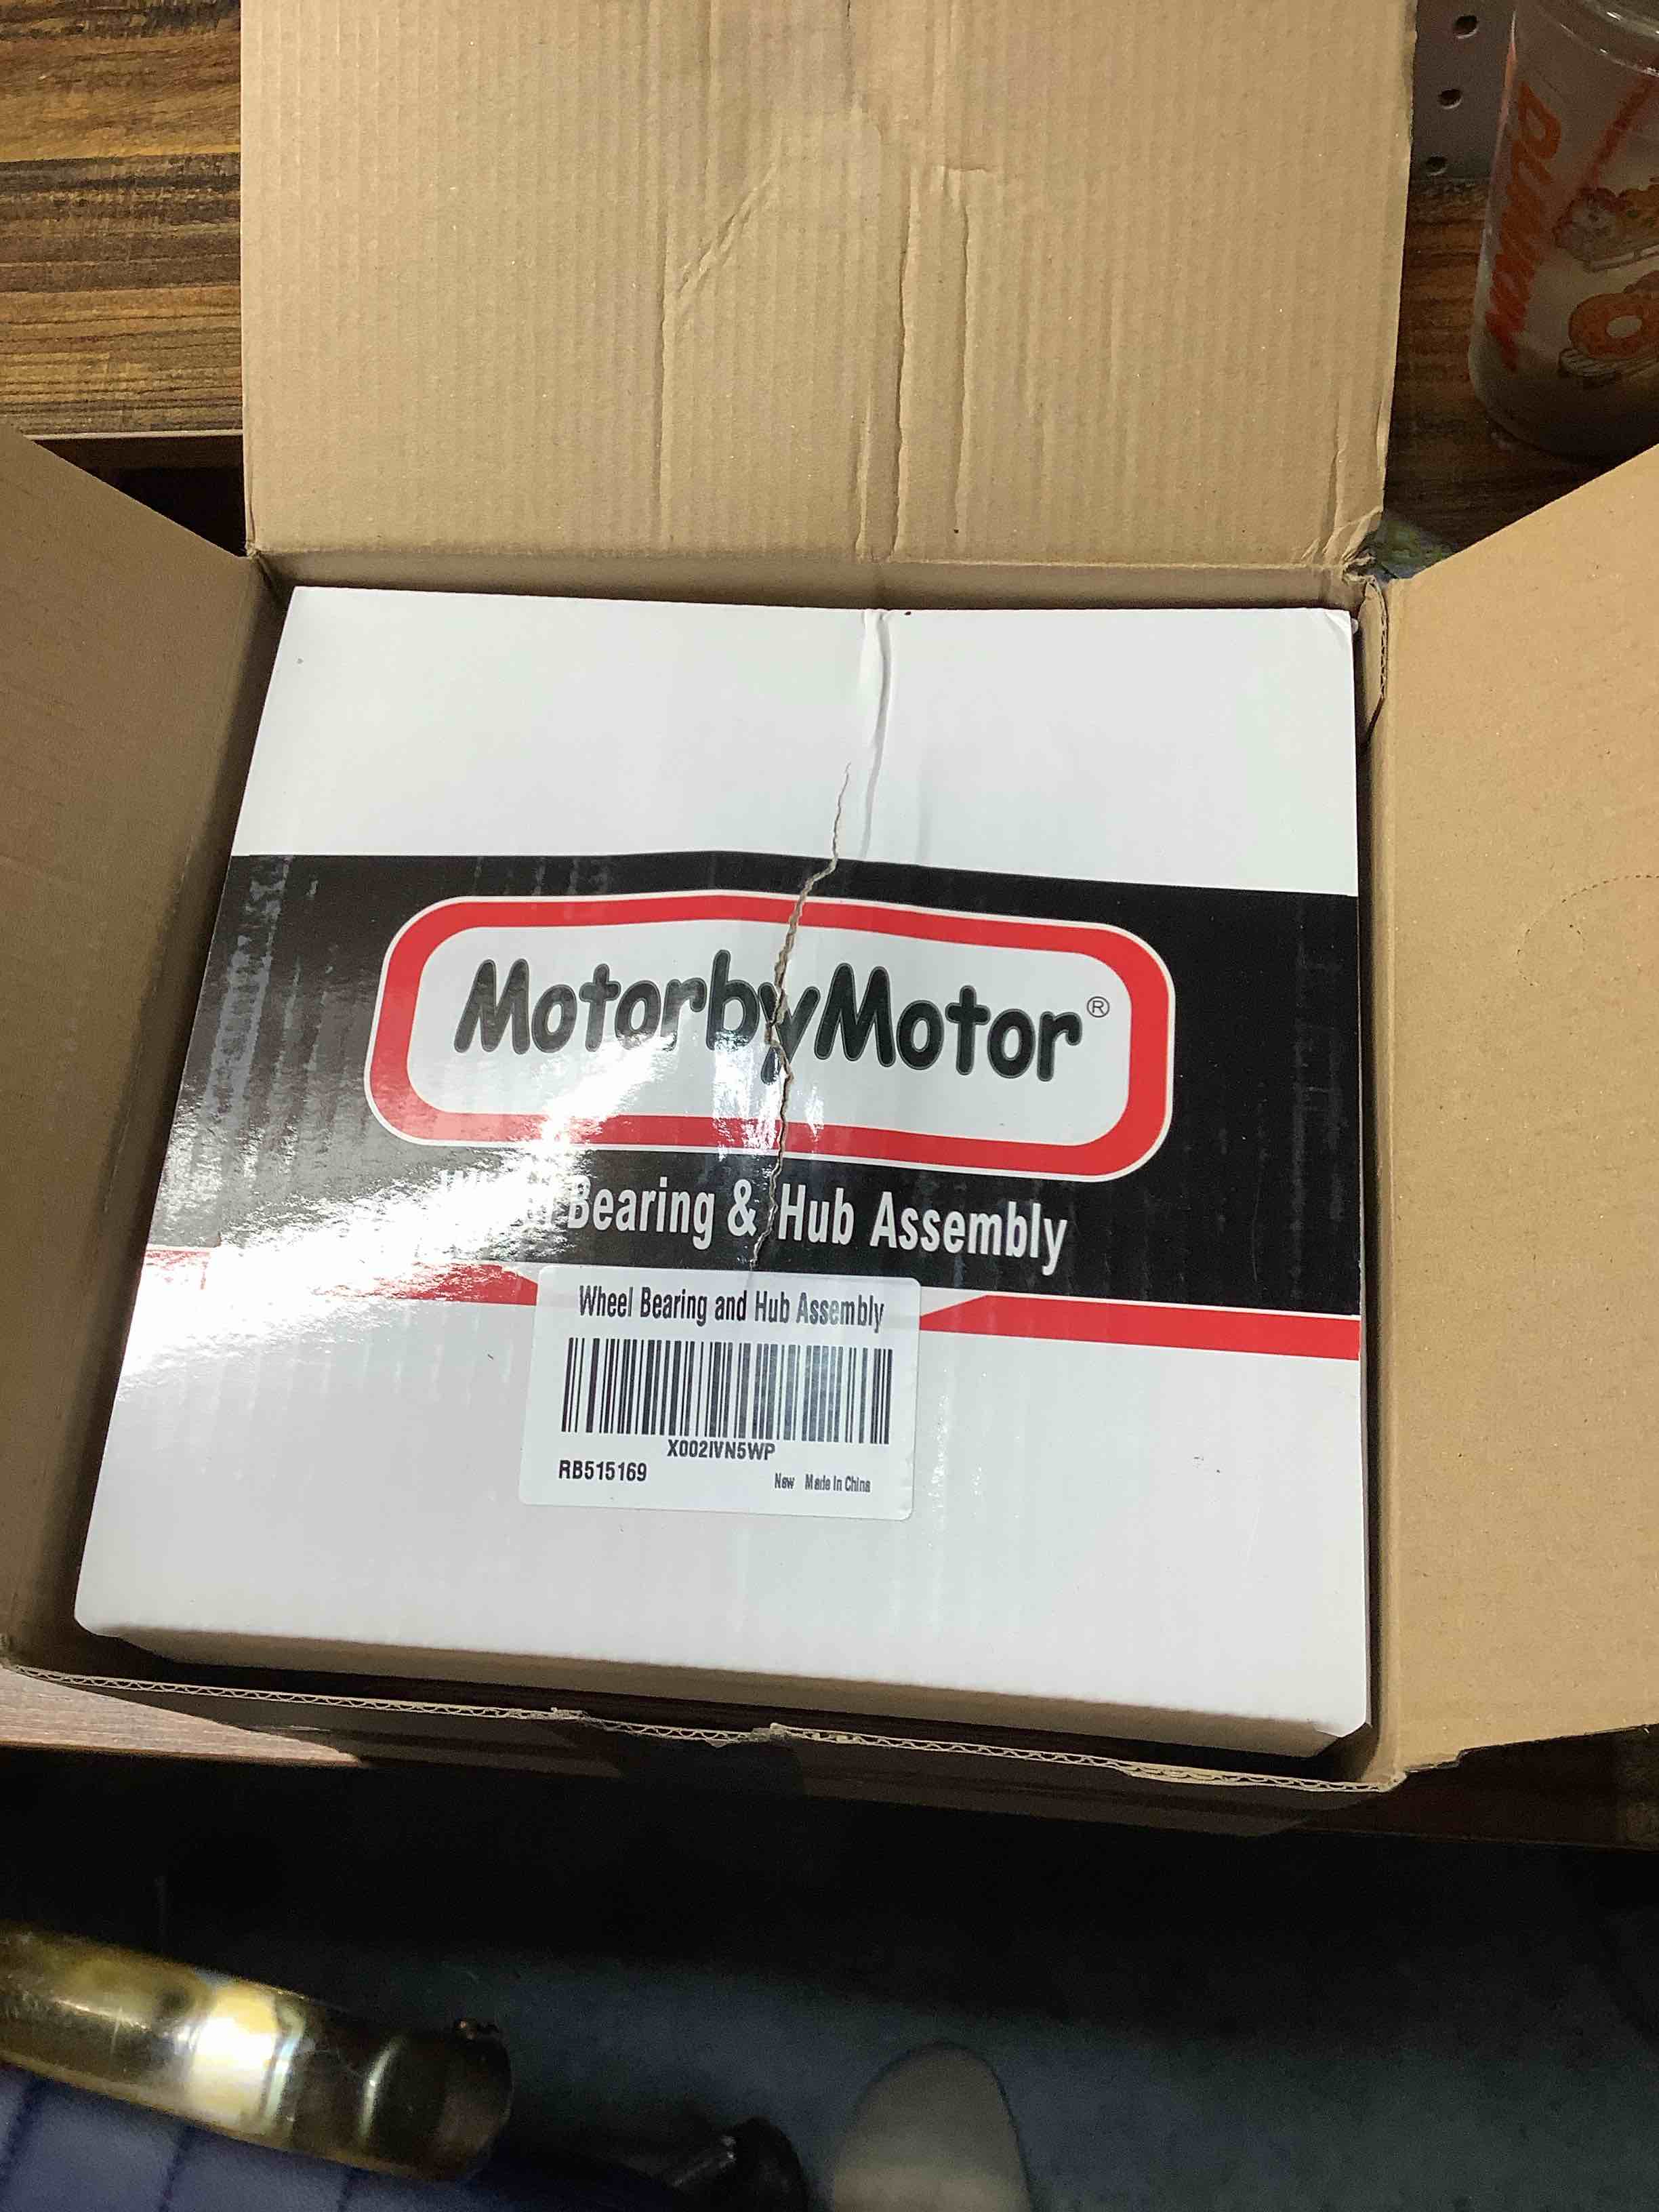 MotorbyMotor®
Bearing & Hub Assembly
Wheel Bearing and Hub Assembly
X002IVN5WP
RB515169
New Made In China